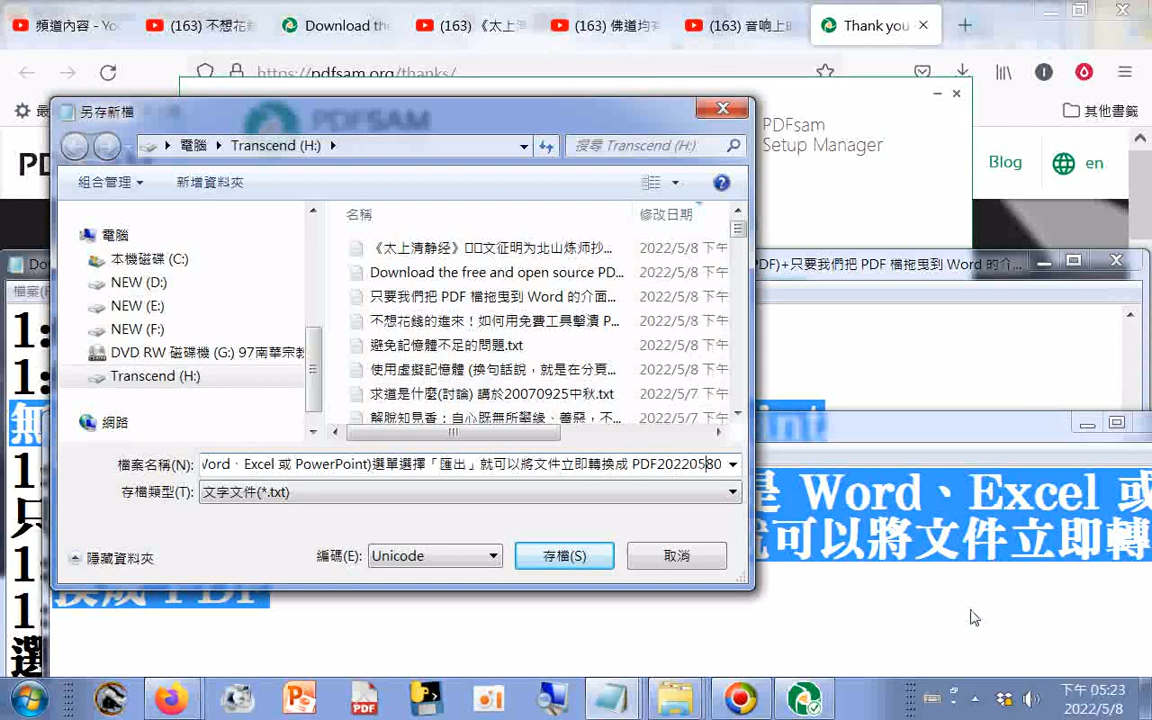 頻道內容 - Yo
(163) 不想花
Download th
(163) 《太上
(163) 佛道均
(163) 音响上
Thank you
https://pdfsam.org/thanks/
其他書籤
另存新檔
PDFSAM
PDFsam
Setup Manager
Blog
en
電腦
Transcend (H:)
搜尋 Transcend (H:)
組合管理
新增資料夾
名稱
修改日期
電腦
本機磁碟 (C:)
NEW (D:)
NEW (E:)
NEW (F:)
DVD RW 磁碟機 (G:) 97南華宗教
Transcend (H:)
網路
《太上清静经》□□文征明为北山炼师抄... 2022/5/8 下午
Download the free and open source PD... 2022/5/8 下午
只要我們把 PDF 檔拖曳到 Word 的介面... 2022/5/8 下午
不想花錢的進來！如何用免費工具擊潰 P... 2022/5/8 下午
避免記憶體不足的問題.txt 2022/5/8 下午
使用虛擬記憶體 (換句話說，就是在分頁... 2022/5/8 下午
求道是什麼(討論) 講於20070925中秋.txt 2022/5/7 下午
解脫知見香：自心既無所攀緣、善惡，不... 2022/5/7 下午
PDF)+只要我們把 PDF 檔拖曳到 Word 的介...
檔案名稱(N):
Word、Excel 或 PowerPoint)選單選擇「匯出」就可以將文件立即轉換成 PDF20220580
存檔類型(T):
文字文件(*.txt)
隱藏資料夾
編碼(E):
Unicode
存檔(S)
取消
是 Word、Excel 或
可以將文件立即轉
換成 PDF
下午 05:23
2022/5/8